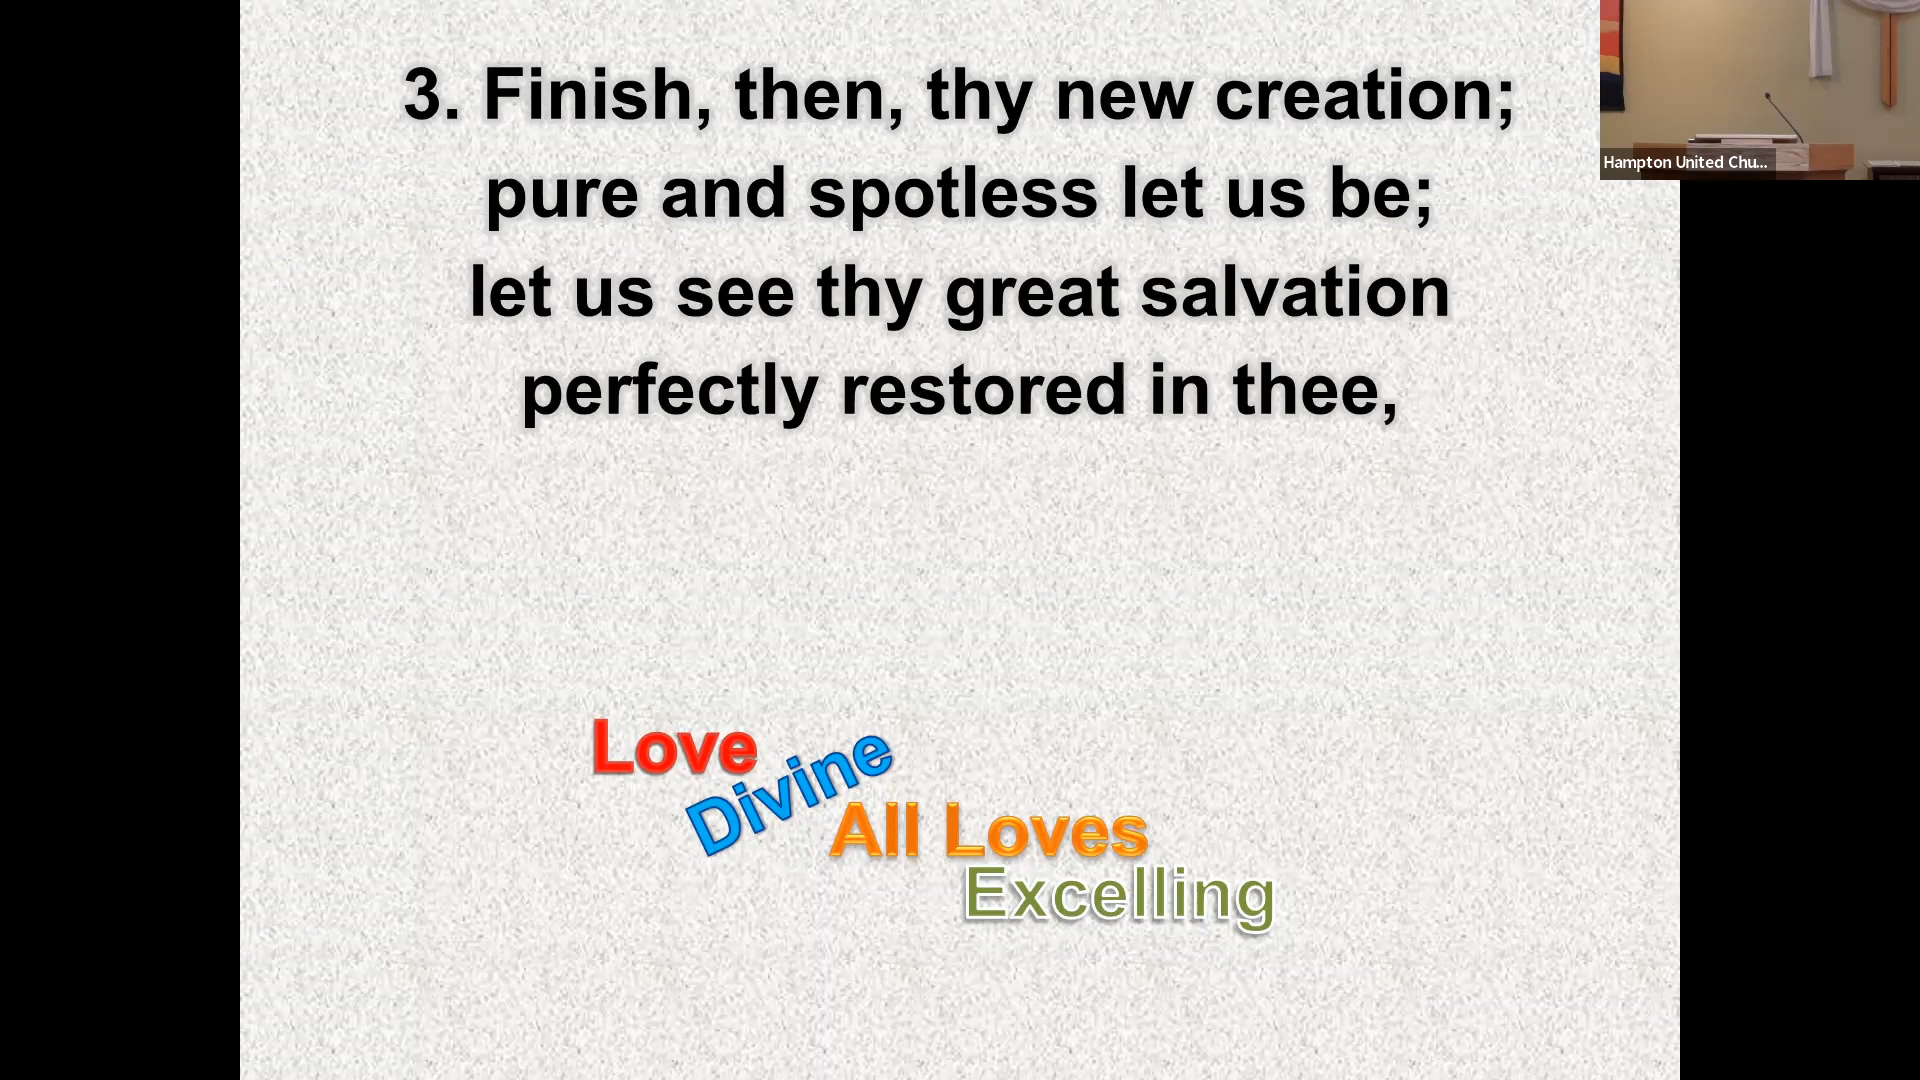 3. Finish, then, thy new creation;
pure and spotless let us be;
let us see thy great salvation
perfectly restored in thee,
Hampton United Chu...
Love
Divine
All Loves
Excelling